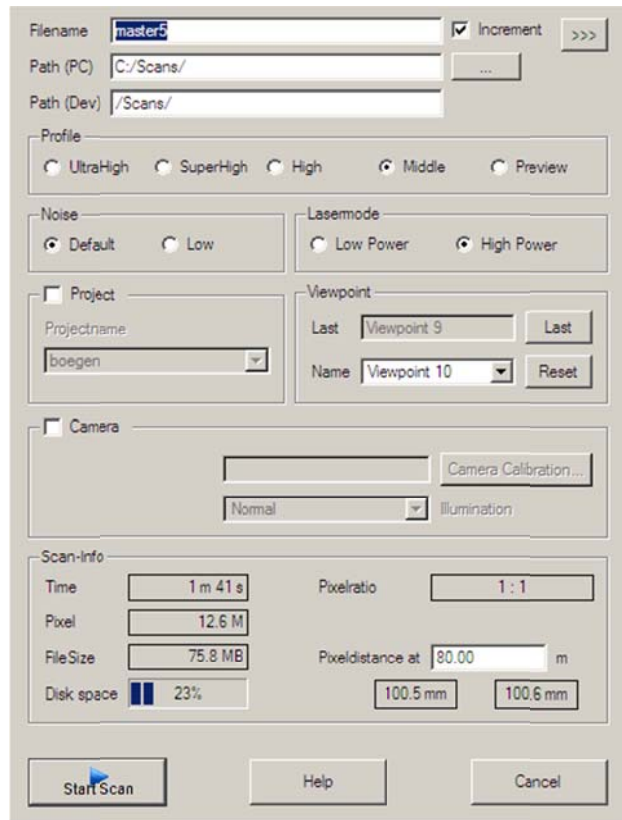 Filename master5 Increment >>>
Path (PC) C:/Scans/ ...
Path (Dev) /Scans/
Profile
UltraHigh SuperHigh High Middle Preview
Noise Lasermode
Default Low Low Power High Power
Project Viewpoint
Projectname Last Viewpoint 9 Last
boegen Name Viewpoint 10 Reset
Camera
Camera Calibration...
Normal Illumination
Scan-Info
Time 1 m 41 s Pixelratio 1 : 1
Pixel 12.6 M
FileSize 75.8 MB Pixeldistance at 80.00 m
Disk space 23% 100.5 mm 100.6 mm
Start Scan Help Cancel